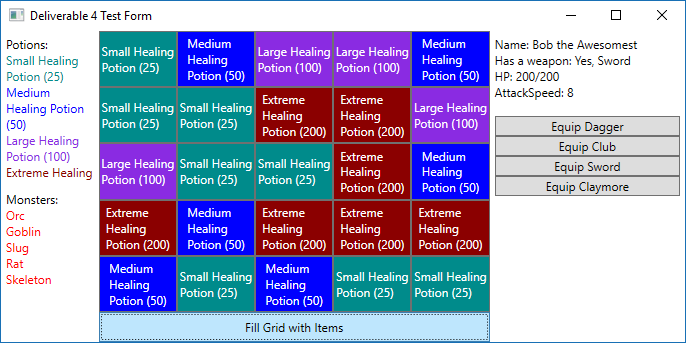 Deliverable 4 Test Form
Potions:
Small Healing
Potion (25)
Medium
Healing Potion
(50)
Large Healing
Potion (100)
Extreme Healing
Monsters:
Orc
Goblin
Slug
Rat
Skeleton
Small Healing
Potion (25)
Medium
Healing
Potion (50)
Large Healing
Potion (100)
Large Healing
Potion (100)
Medium
Healing
Potion (50)
Small Healing
Potion (25)
Small Healing
Potion (25)
Extreme
Healing
Potion (200)
Extreme
Healing
Potion (200)
Large Healing
Potion (100)
Large Healing
Potion (100)
Small Healing
Potion (25)
Small Healing
Potion (25)
Extreme
Healing
Potion (200)
Medium
Healing
Potion (50)
Extreme
Healing
Potion (200)
Medium
Healing
Potion (50)
Extreme
Healing
Potion (200)
Extreme
Healing
Potion (200)
Extreme
Healing
Potion (200)
Medium
Healing
Potion (50)
Small Healing
Potion (25)
Medium
Healing
Potion (50)
Small Healing
Potion (25)
Small Healing
Potion (25)
Fill Grid with Items
Name: Bob the Awesomest
Has a weapon: Yes, Sword
HP: 200/200
AttackSpeed: 8
Equip Dagger
Equip Club
Equip Sword
Equip Claymore